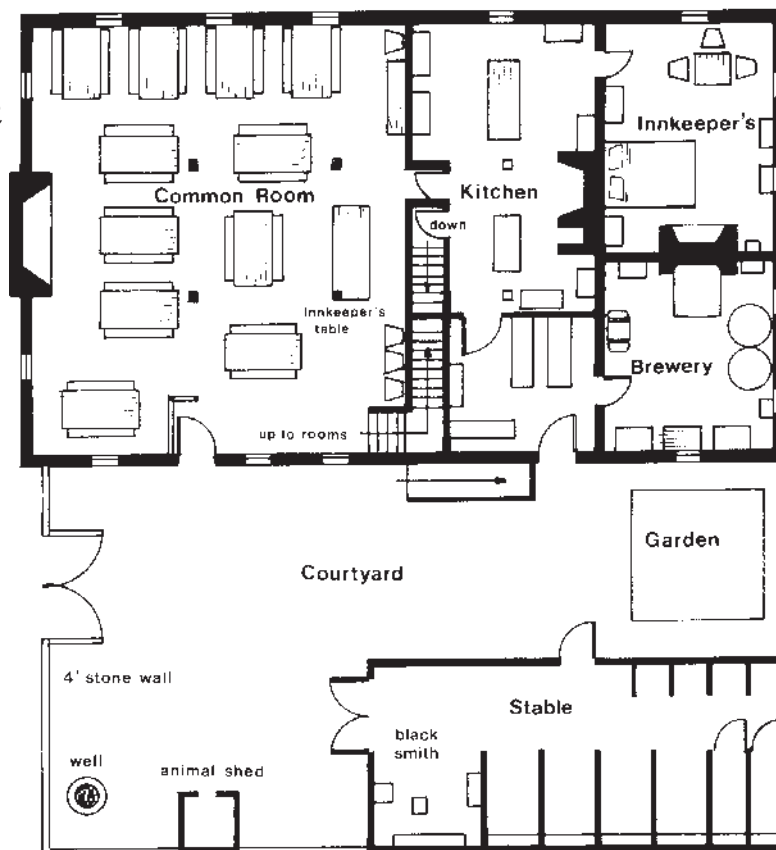 Innkeeper's
Common Room
Kitchen
down
Innkeeper's
table
Brewery
up to rooms
Garden
Courtyard
4' stone wall
Stable
black
smith
well
animal shed